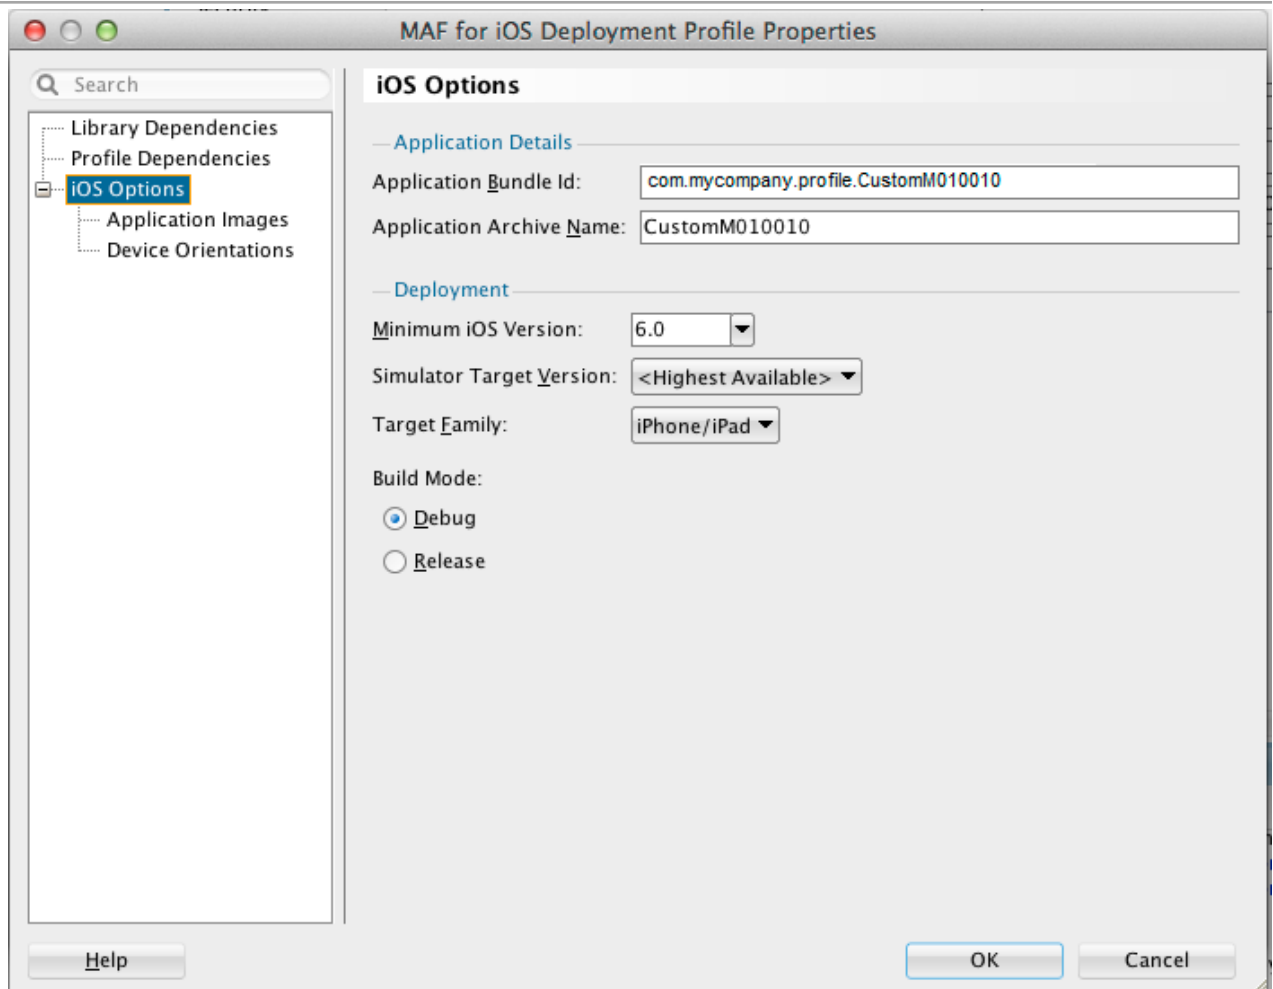 MAF for iOS Deployment Profile Properties
Search
Library Dependencies
Profile Dependencies
iOS Options
Application Images
Device Orientations
iOS Options
Application Details
Application Bundle Id: com.mycompany.profile.CustomM010010
Application Archive Name: CustomM010010
Deployment
Minimum iOS Version: 6.0
Simulator Target Version: <Highest Available>
Target Family: iPhone/iPad
Build Mode:
Debug
Release
Help OK Cancel